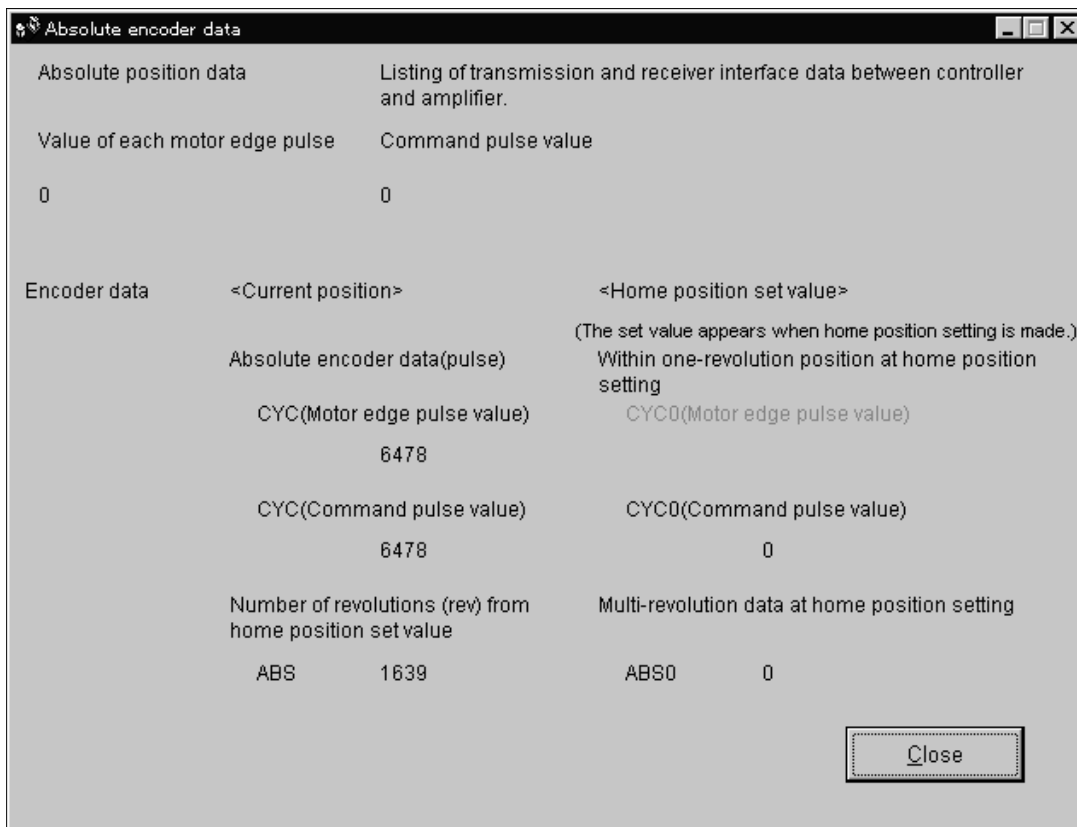 Absolute encoder data
Absolute position data
Listing of transmission and receiver interface data between controller
and amplifier.
Value of each motor edge pulse
Command pulse value
0
0
Encoder data
<Current position>
<Home position set value>
(The set value appears when home position setting is made.)
Absolute encoder data(pulse)
Within one-revolution position at home position
setting
CYC(Motor edge pulse value)
CYC0(Motor edge pulse value)
6478
CYC(Command pulse value)
CYC0(Command pulse value)
6478
0
Number of revolutions (rev) from
home position set value
Multi-revolution data at home position setting
ABS 1639
ABS0 0
Close